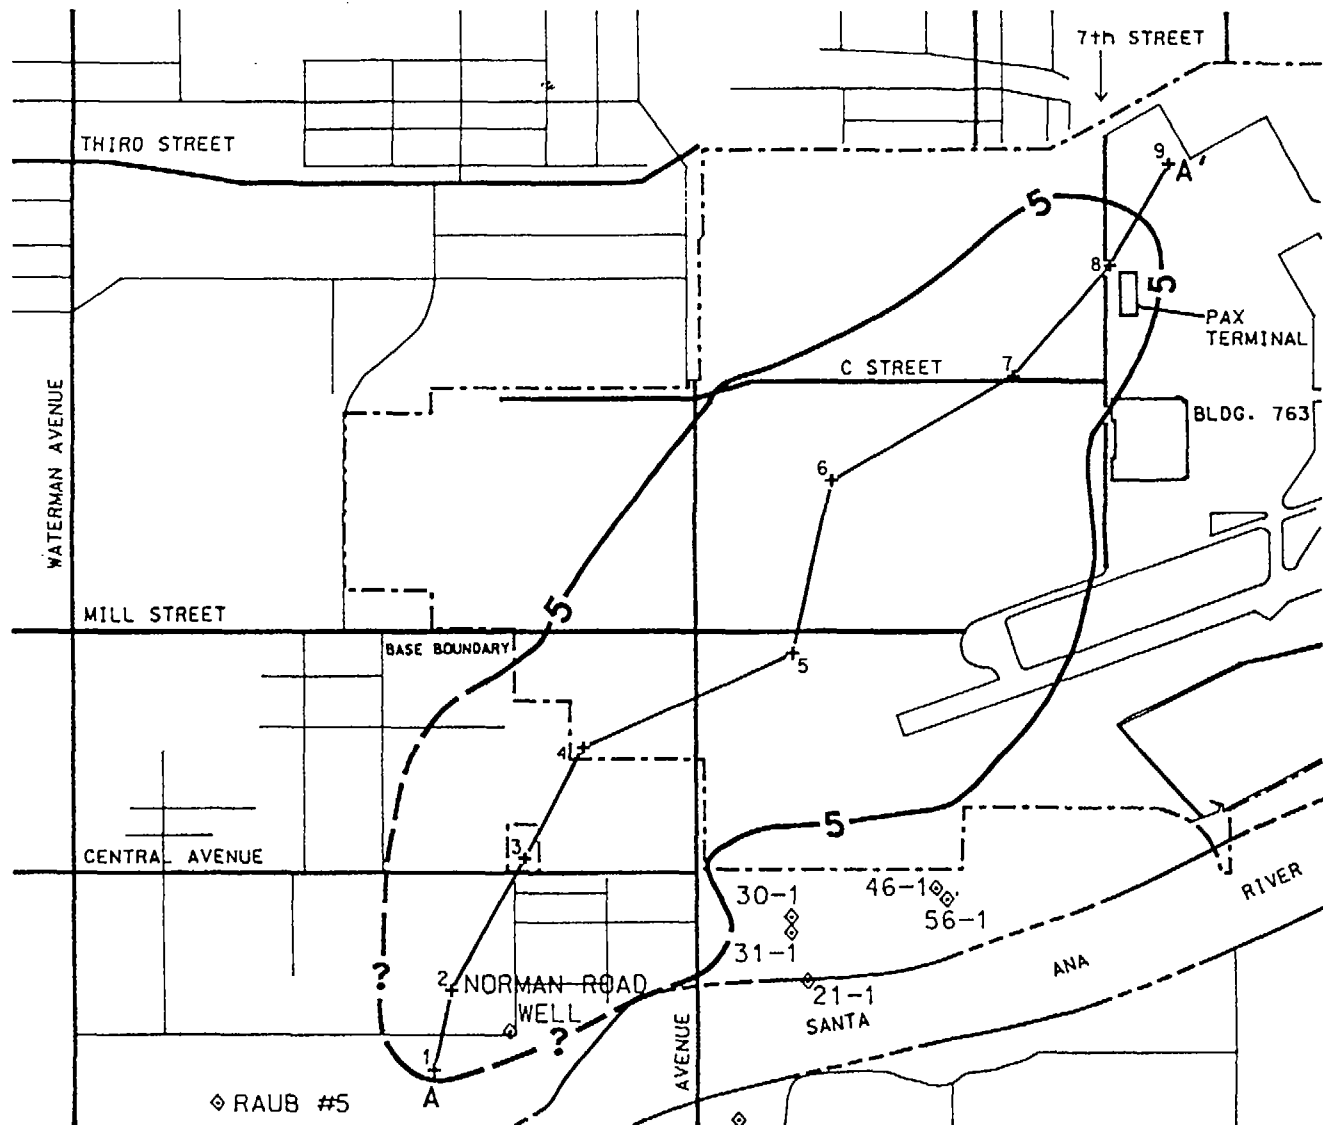 7th STREET
THIRD STREET
9
A'
5
8
5
PAX
TERMINAL
7
C STREET
WATERMAN AVENUE
BLDG. 763
6
5
MILL STREET
BASE BOUNDARY
5
4
5
3
CENTRAL AVENUE
30-1
46-1
56-1
31-1
RIVER
ANA
?
2
NORMAN ROAD
WELL
21-1
SANTA
?
1
AVENUE
A
RAUB #5